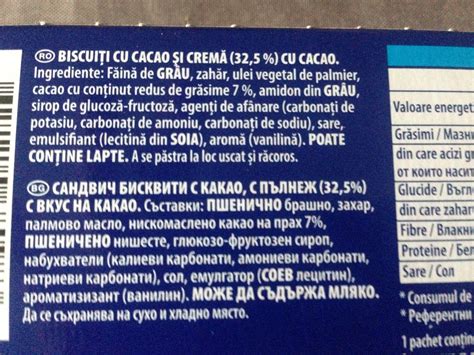 RO BISCUIȚI CU CACAO ȘI CREMĂ (32,5 %) CU CACAO.
Ingrediente: Făină de GRÂU, zahăr, ulei vegetal de palmier,
cacao cu conținut redus de grăsime 7 %, amidon din GRÂU,
sirop de glucoză-fructoză, agenți de afânare (carbonați de
potasiu, carbonați de amoniu, carbonați de sodiu), sare,
emulsifiant (lecitină din SOIA), aromă (vanilină). POATE
CONȚINE LAPTE. A se păstra la loc uscat și răcoros.
BG САНДВИЧ БИСКВИТИ С КАКАО, С ПЪЛНЕЖ (32,5%)
С ВКУС НА КАКАО. Съставки: ПШЕНИЧНО брашно, захар,
палмово масло, нискомаслено какао на прах 7%,
ПШЕНИЧЕНО нишесте, глюкозо-фруктозен сироп,
набухватели (калиеви карбонати, амониеви карбонати,
натриеви карбонати), сол, емулгатор (СОЕВ лецитин),
ароматизизант (ванилин). МОЖЕ ДА СЪДЪРЖА МЛЯКО.
Да се съхранява на сухо и хладно място.
Valoare energet
Grăsimi / Мазни
din care acizi g
от които насит
Glucide / Въгл
din care zahar
Fibre / Влакни
Proteine / Бел
Sare / Сол
* Consumul de
* Референтни
1 pachet conțin